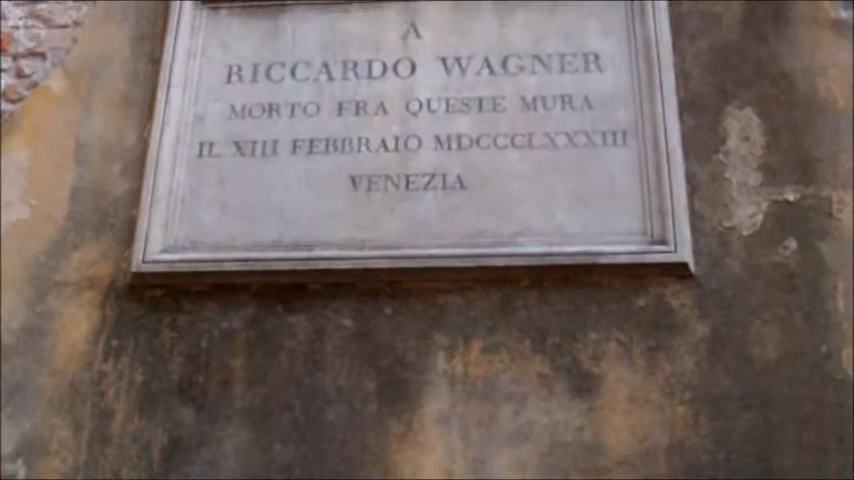 A
RICCARDO WAGNER
MORTO FRA QUESTE MURA
IL XIII FEBBRAIO MDCCCLXXXIII
VENEZIA